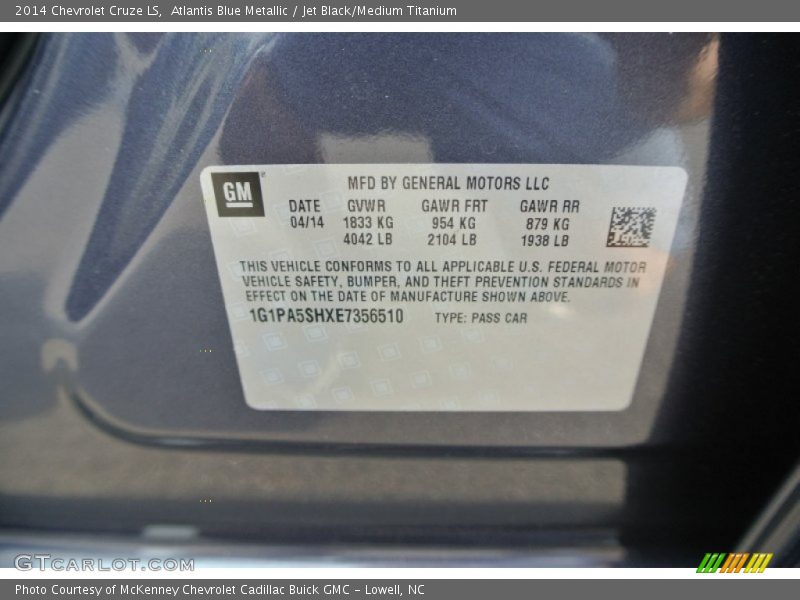 2014 Chevrolet Cruze LS, Atlantis Blue Metallic / Jet Black/Medium Titanium
GM
MFD BY GENERAL MOTORS LLC
DATE GVWR GAWR FRT GAWR RR
04/14 1833 KG 954 KG 879 KG
4042 LB 2104 LB 1938 LB
THIS VEHICLE CONFORMS TO ALL APPLICABLE U.S. FEDERAL MOTOR
VEHICLE SAFETY, BUMPER, AND THEFT PREVENTION STANDARDS IN
EFFECT ON THE DATE OF MANUFACTURE SHOWN ABOVE.
1G1PA5SHXE7356510 TYPE: PASS CAR
GTCARLOT.COM
Photo Courtesy of McKenney Chevrolet Cadillac Buick GMC - Lowell, NC